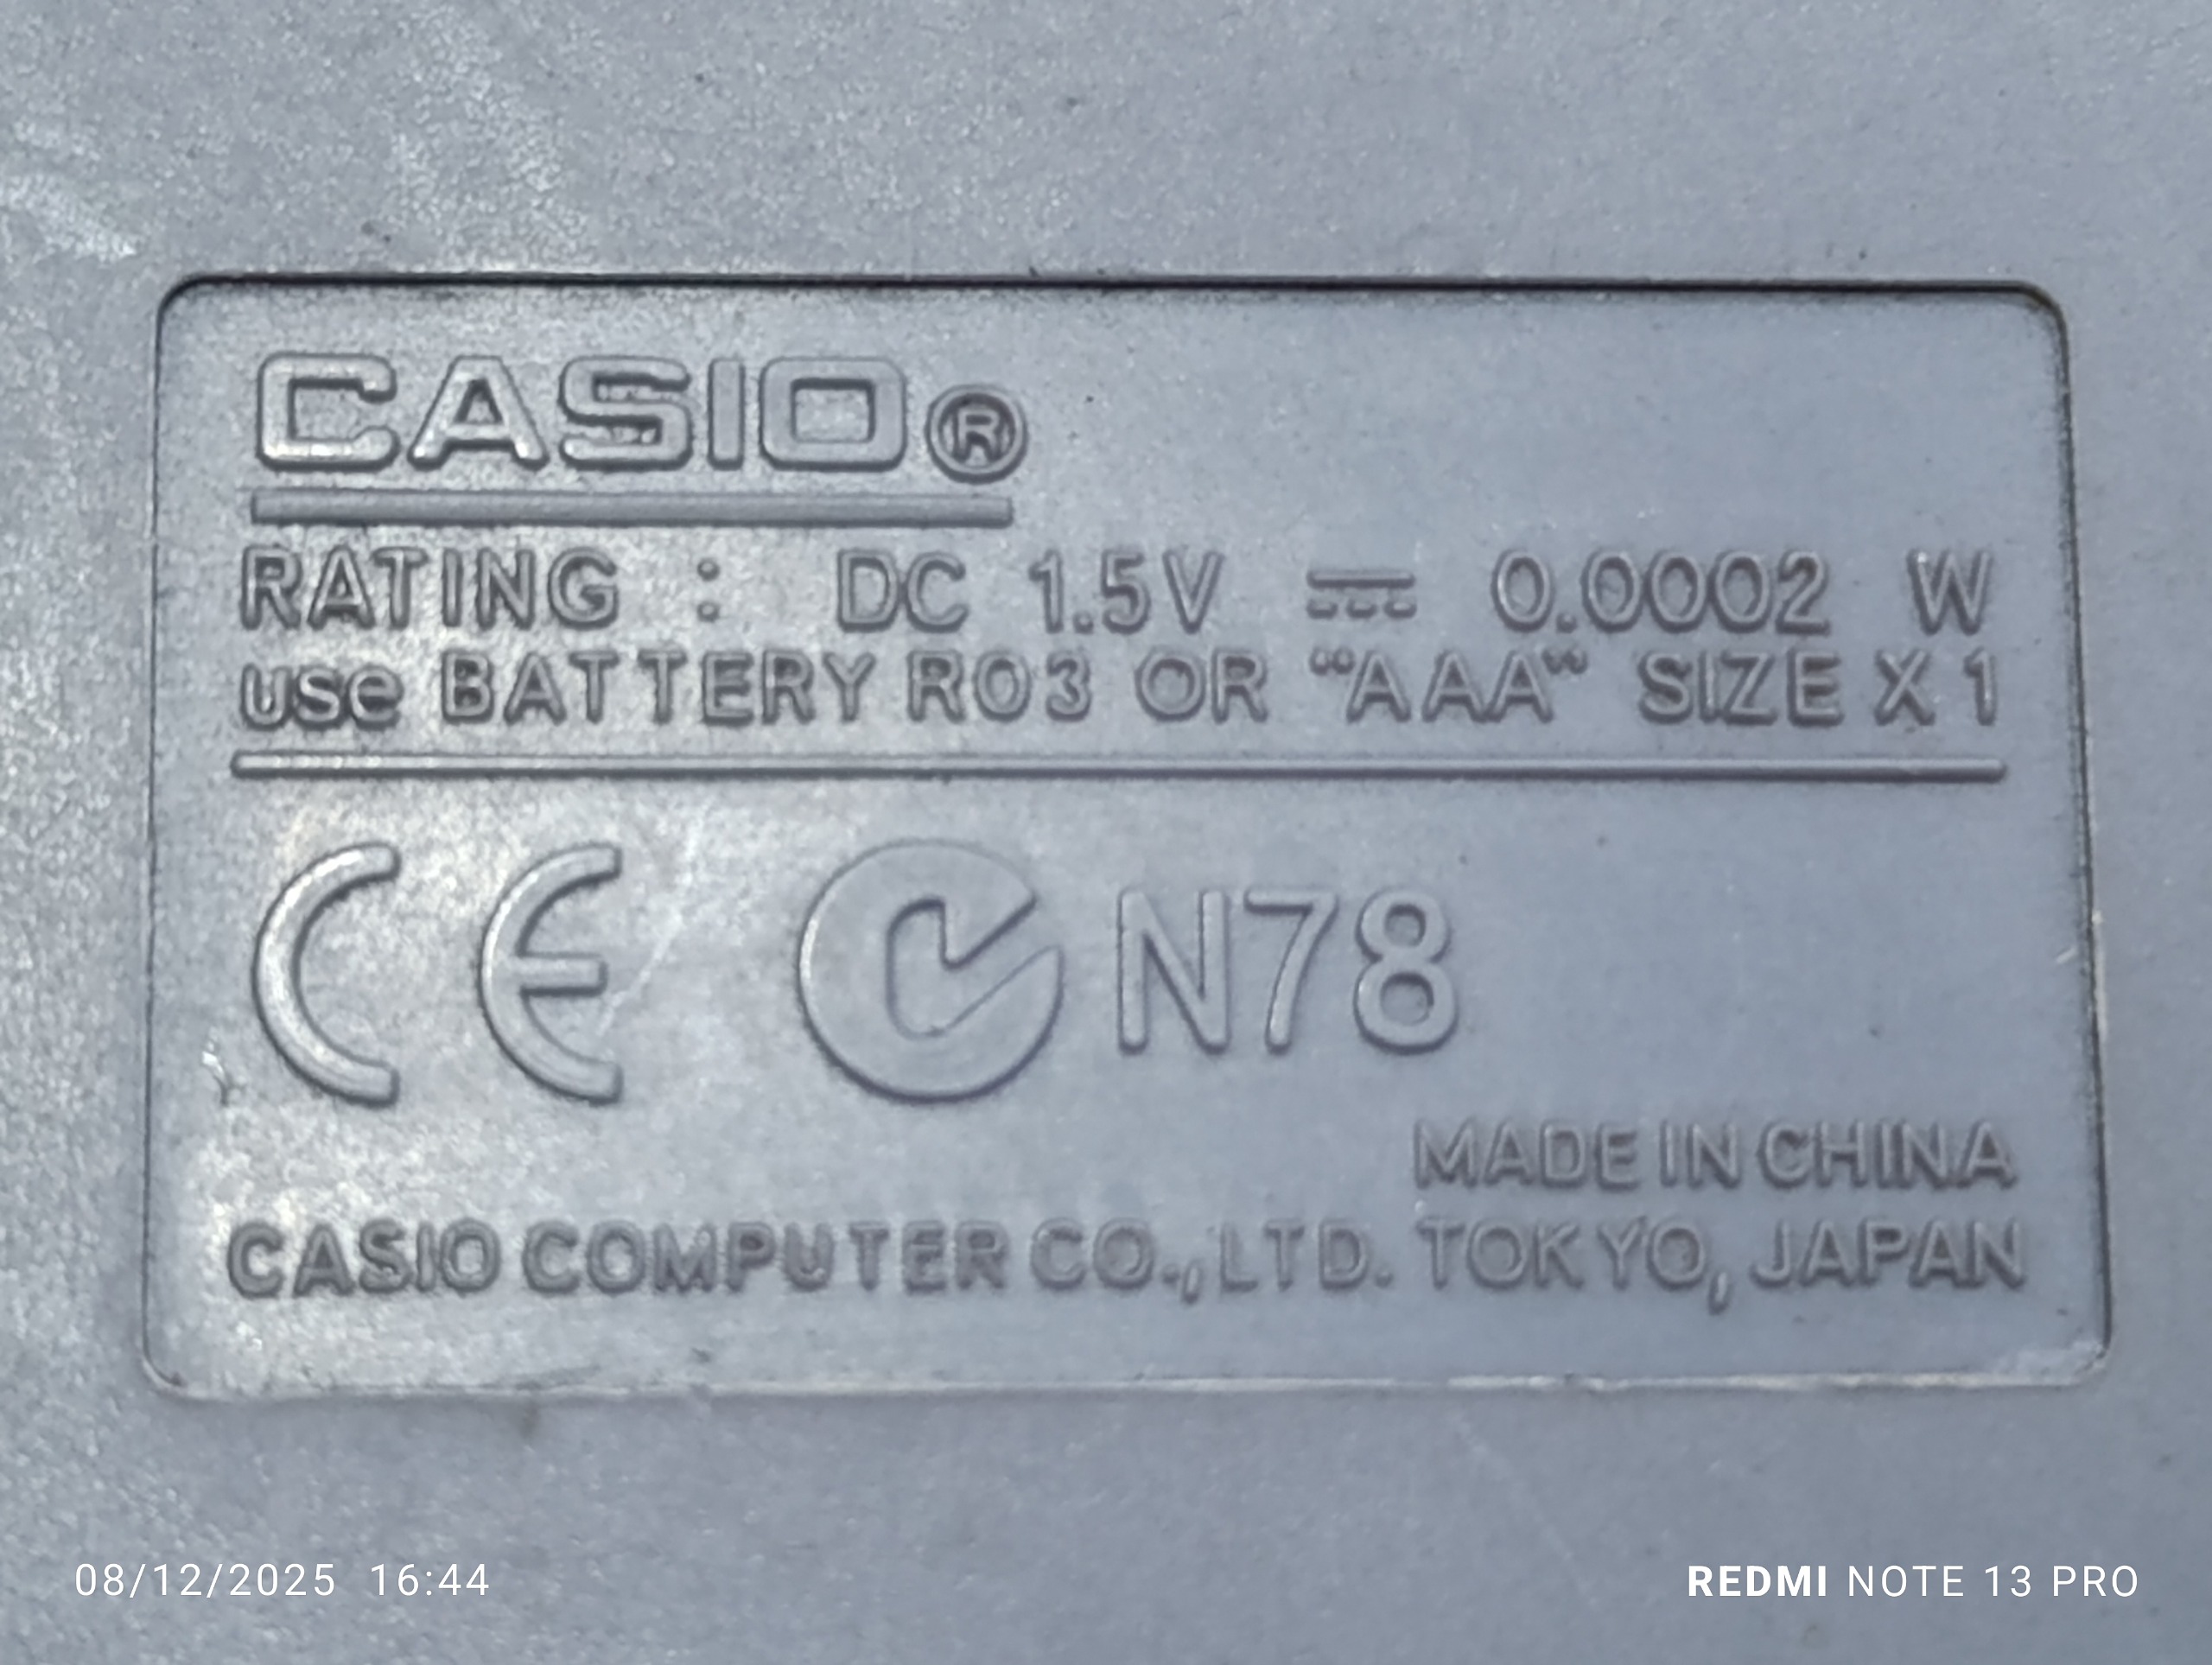 CASIO®
RATING : DC 1.5V ⎓ 0.0002 W
use BATTERY R03 OR "AAA" SIZE X 1
CE N78
MADE IN CHINA
CASIO COMPUTER CO.,LTD. TOKYO, JAPAN
08/12/2025 16:44 REDMI NOTE 13 PRO